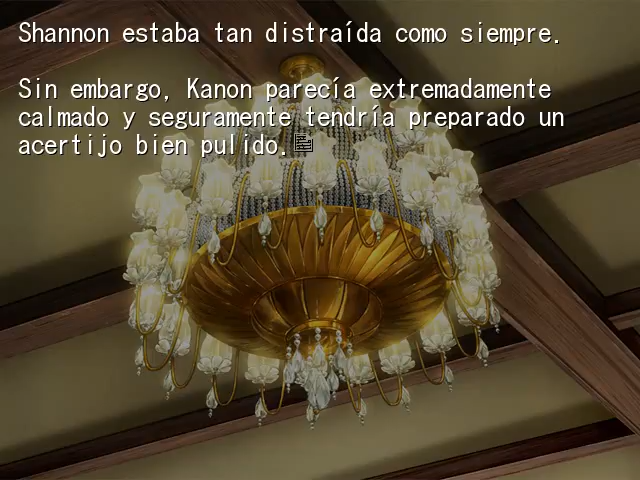 Shannon estaba tan distraída como siempre.
Sin embargo, Kanon parecía extremadamente
calmado y seguramente tendría preparado un
acertijo bien pulido.